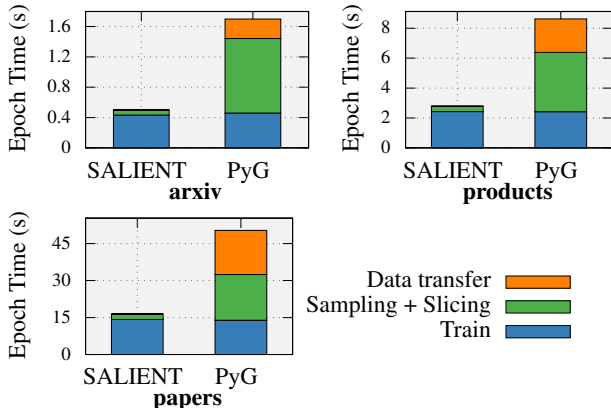 Epoch Time (s)
1.6
1.2
0.8
0.4
0
SALIENT PyG
arxiv
Epoch Time (s)
8
6
4
2
0
SALIENT PyG
products
Epoch Time (s)
45
30
15
0
SALIENT PyG
papers
Data transfer
Sampling + Slicing
Train